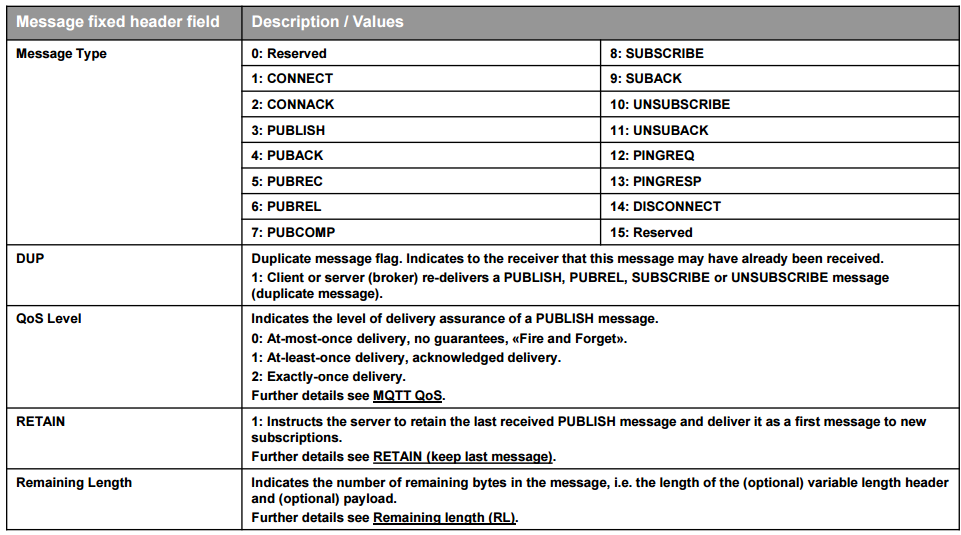 Message fixed header field Description / Values
Message Type 0: Reserved 8: SUBSCRIBE
1: CONNECT 9: SUBACK
2: CONNACK 10: UNSUBSCRIBE
3: PUBLISH 11: UNSUBACK
4: PUBACK 12: PINGREQ
5: PUBREC 13: PINGRESP
6: PUBREL 14: DISCONNECT
7: PUBCOMP 15: Reserved
DUP Duplicate message flag. Indicates to the receiver that this message may have already been received.
1: Client or server (broker) re-delivers a PUBLISH, PUBREL, SUBSCRIBE or UNSUBSCRIBE message
(duplicate message).
QoS Level Indicates the level of delivery assurance of a PUBLISH message.
0: At-most-once delivery, no guarantees, «Fire and Forget».
1: At-least-once delivery, acknowledged delivery.
2: Exactly-once delivery.
Further details see MQTT QoS.
RETAIN 1: Instructs the server to retain the last received PUBLISH message and deliver it as a first message to new
subscriptions.
Further details see RETAIN (keep last message).
Remaining Length Indicates the number of remaining bytes in the message, i.e. the length of the (optional) variable length header
and (optional) payload.
Further details see Remaining length (RL).